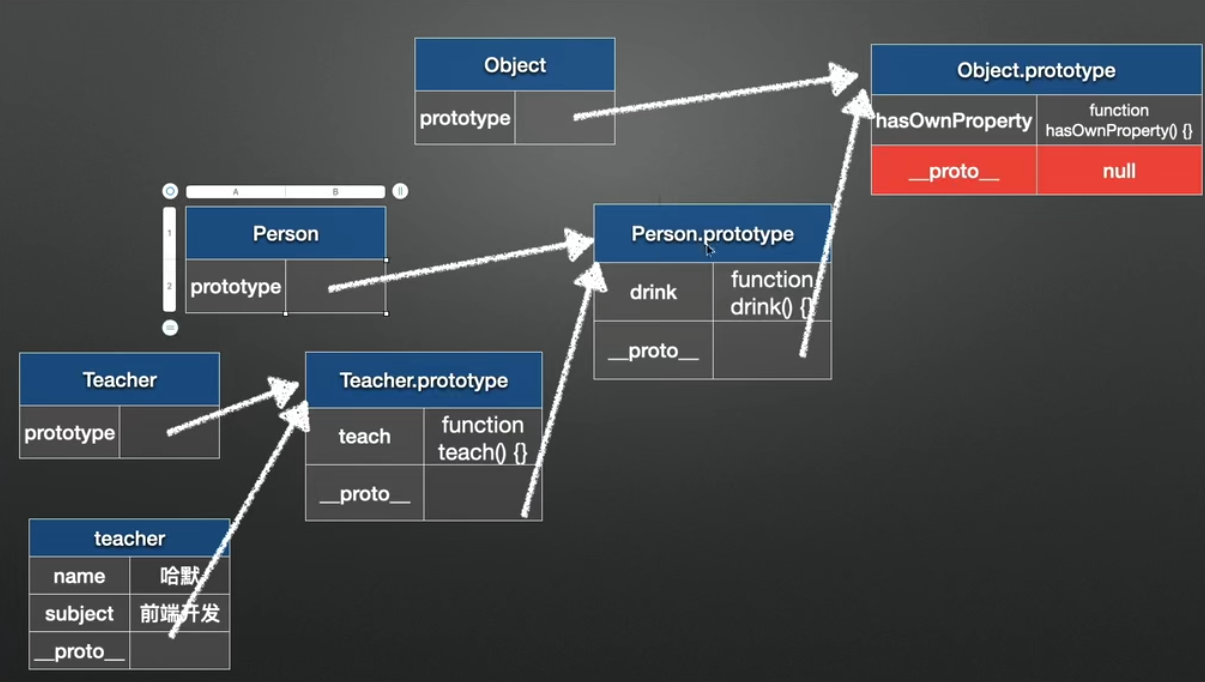 Object
prototype
Object.prototype
hasOwnProperty
function
hasOwnProperty() {}
__proto__
null
A
B
1
2
Person
prototype
Person.prototype
drink
function
drink() {}
__proto__
Teacher
prototype
Teacher.prototype
teach
function
teach() {}
__proto__
teacher
name
哈默
subject
前端开发
__proto__